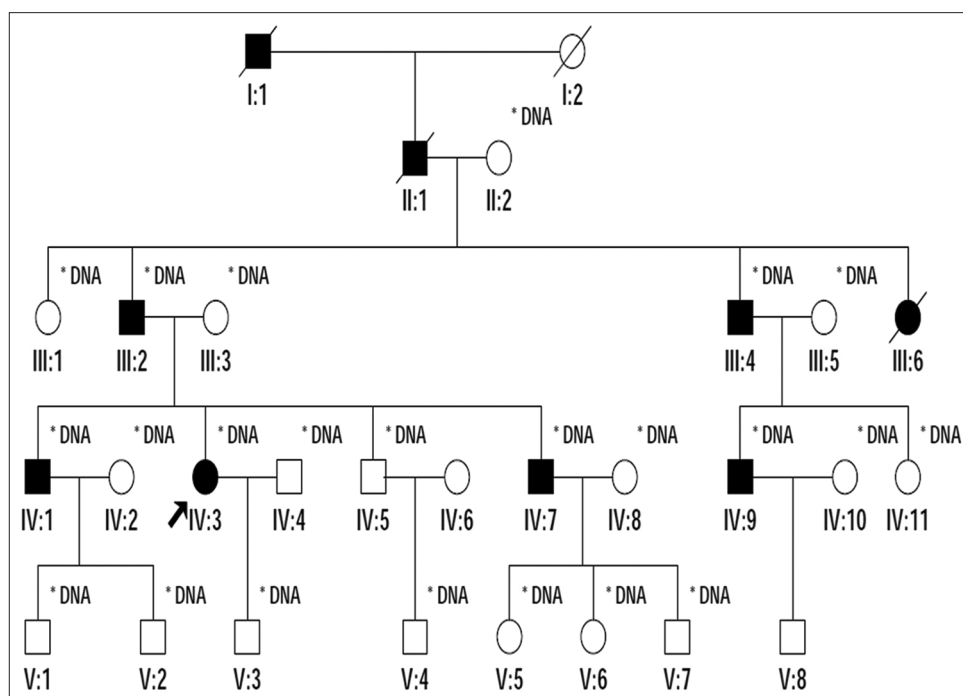 I:1 I:2
* DNA
II:1 II:2
* DNA * DNA * DNA * DNA * DNA
III:1 III:2 III:3 III:4 III:5 III:6
* DNA * DNA * DNA * DNA * DNA * DNA * DNA * DNA * DNA * DNA
IV:1 IV:2 IV:3 IV:4 IV:5 IV:6 IV:7 IV:8 IV:9 IV:10 IV:11
* DNA * DNA * DNA * DNA * DNA * DNA * DNA
V:1 V:2 V:3 V:4 V:5 V:6 V:7 V:8